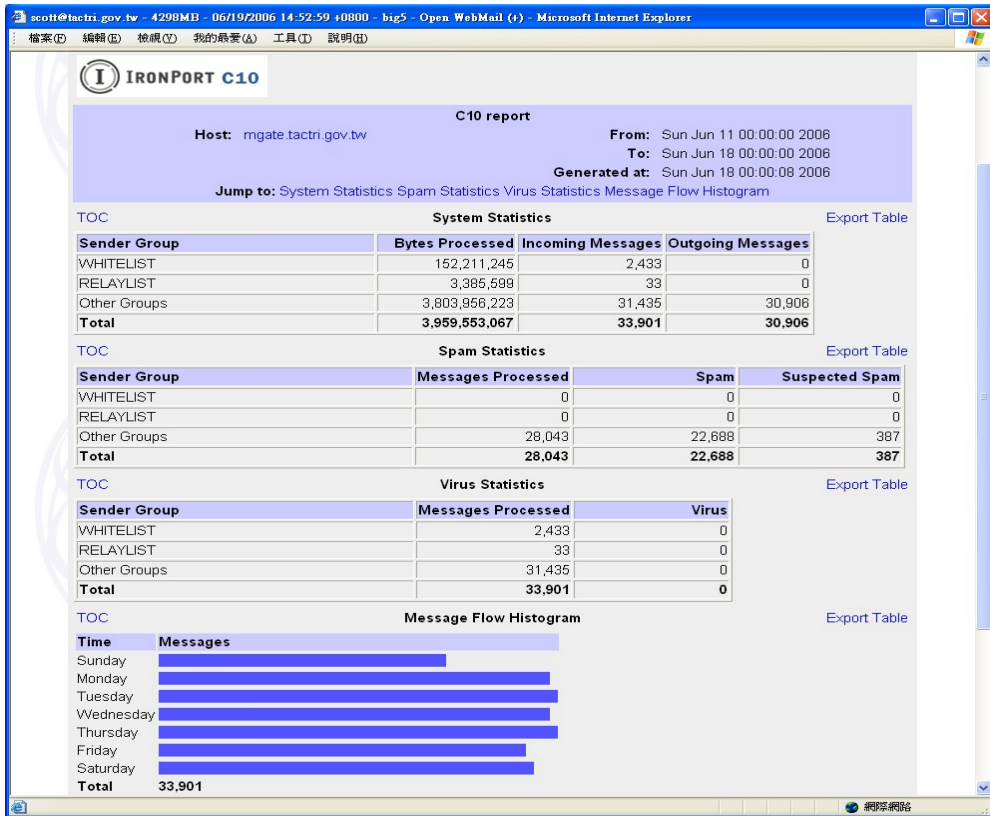 scott@tactri.gov.tw - 4298MB - 06/19/2006 14:52:59 +0800 - big5 - Open WebMail (+) - Microsoft Internet Explorer
檔案(F) 編輯(E) 檢視(V) 我的最愛(A) 工具(T) 說明(H)
IRONPORT C10
C10 report
Host: mgate.tactri.gov.tw From: Sun Jun 11 00:00:00 2006
To: Sun Jun 18 00:00:00 2006
Generated at: Sun Jun 18 00:00:08 2006
Jump to: System Statistics Spam Statistics Virus Statistics Message Flow Histogram
TOC System Statistics Export Table
Sender Group Bytes Processed Incoming Messages Outgoing Messages
WHITELIST 152,211,245 2,433 0
RELAYLIST 3,385,599 33 0
Other Groups 3,803,956,223 31,435 30,906
Total 3,959,553,067 33,901 30,906
TOC Spam Statistics Export Table
Sender Group Messages Processed Spam Suspected Spam
WHITELIST 0 0 0
RELAYLIST 0 0 0
Other Groups 28,043 22,688 387
Total 28,043 22,688 387
TOC Virus Statistics Export Table
Sender Group Messages Processed Virus
WHITELIST 2,433 0
RELAYLIST 33 0
Other Groups 31,435 0
Total 33,901 0
TOC Message Flow Histogram Export Table
Time Messages
Sunday
Monday
Tuesday
Wednesday
Thursday
Friday
Saturday
Total 33,901
網際網路